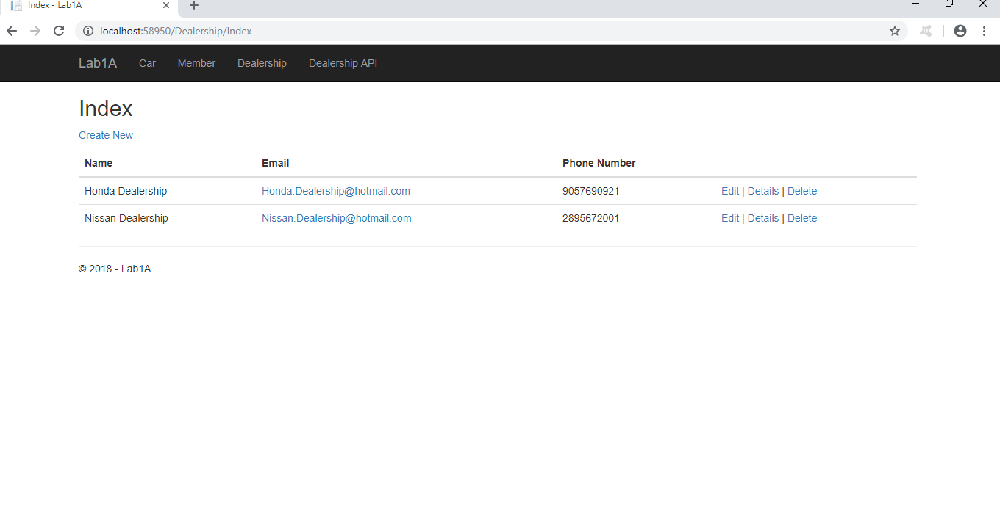 Index - Lab1A
localhost:58950/Dealership/Index
Lab1A Car Member Dealership Dealership API
Index
Create New
Name Email Phone Number
Honda Dealership Honda.Dealership@hotmail.com 9057690921 Edit | Details | Delete
Nissan Dealership Nissan.Dealership@hotmail.com 2895672001 Edit | Details | Delete
© 2018 - Lab1A